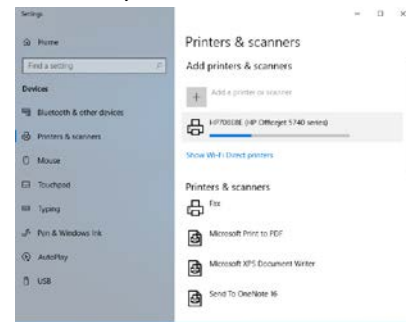 Settings
Home
Find a setting
Devices
Bluetooth & other devices
Printers & scanners
Mouse
Touchpad
Typing
Pen & Windows Ink
AutoPlay
USB
Printers & scanners
Add printers & scanners
Add a printer or scanner
(HP Officejet 5740 series)
Show Wi-Fi Direct printers
Printers & scanners
Fax
Microsoft Print to PDF
Microsoft XPS Document Writer
Send To OneNote 16